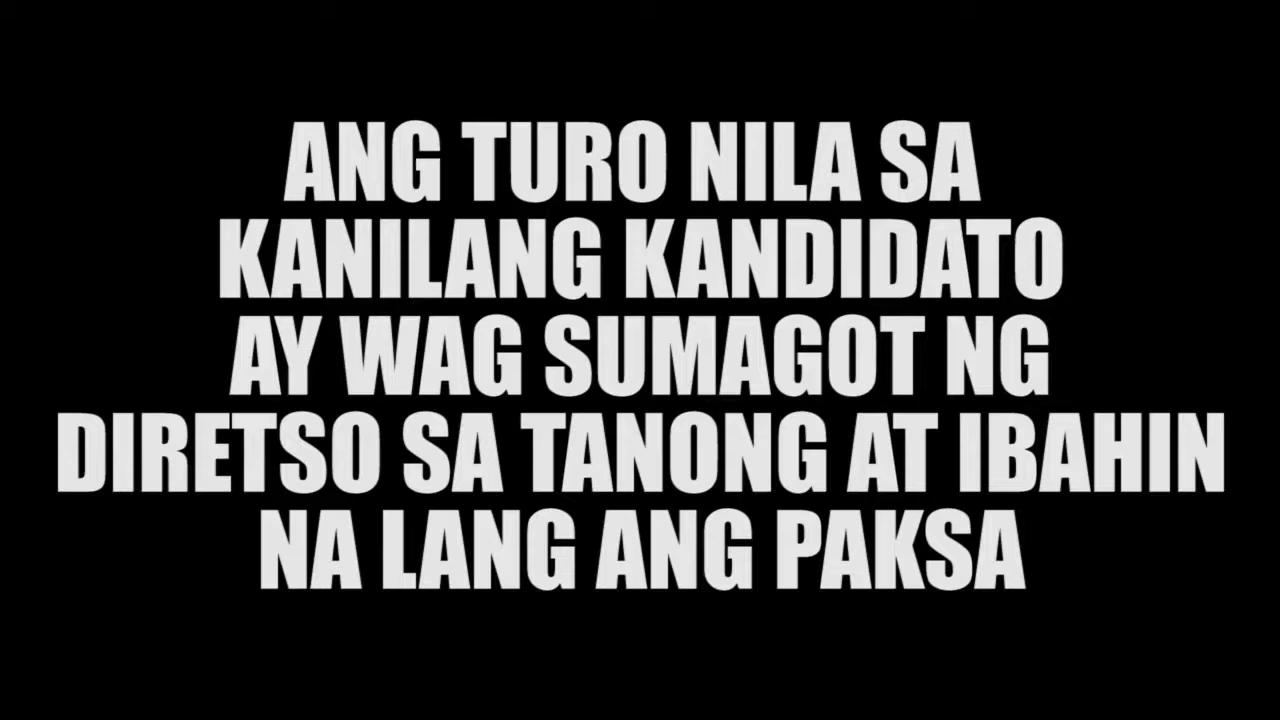 ANG TURO NILA SA
KANILANG KANDIDATO
AY WAG SUMAGOT NG
DIRETSO SA TANONG AT IBAHIN
NA LANG ANG PAKSA